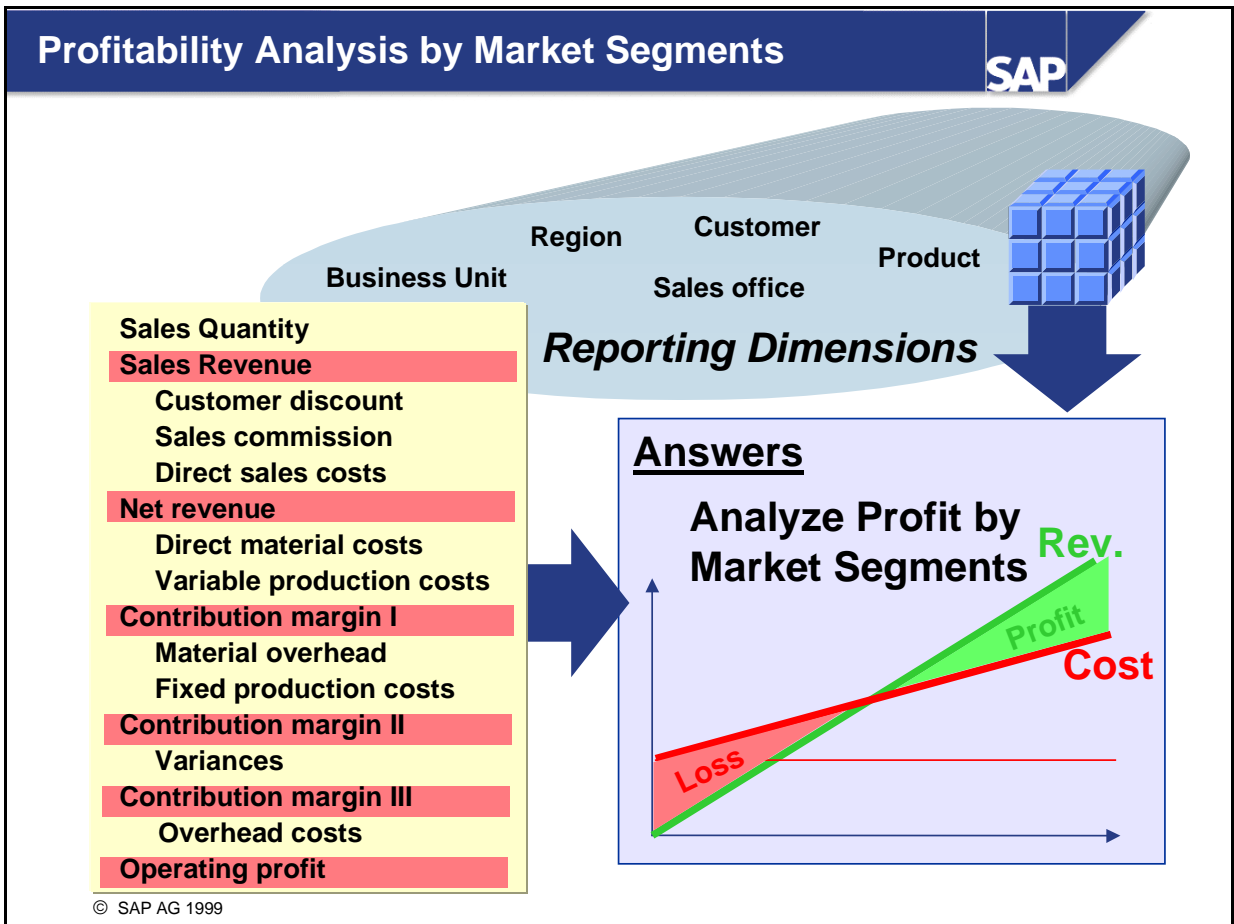 Profitability Analysis by Market Segments
SAP
Region
Customer
Product
Business Unit
Sales office
Reporting Dimensions
Sales Quantity
Sales Revenue
Customer discount
Sales commission
Direct sales costs
Net revenue
Direct material costs
Variable production costs
Contribution margin I
Material overhead
Fixed production costs
Contribution margin II
Variances
Contribution margin III
Overhead costs
Operating profit
Answers
Analyze Profit by
Market Segments
Rev.
Profit
Cost
Loss
© SAP AG 1999